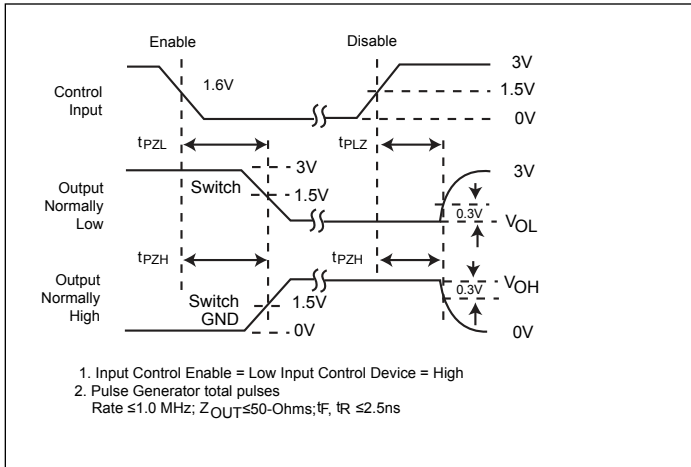 Enable
Disable
Control
Input
1.6V
3V
1.5V
0V
tPZL
tPLZ
Output
Normally
Low
Switch
3V
1.5V
3V
0.3V
VOL
tPZH
tPZH
Output
Normally
High
Switch
GND
1.5V
0V
VOH
0.3V
0V
1. Input Control Enable = Low Input Control Device = High
2. Pulse Generator total pulses
Rate ≤1.0 MHz; ZOUT≤50-Ohms;tF, tR ≤2.5ns